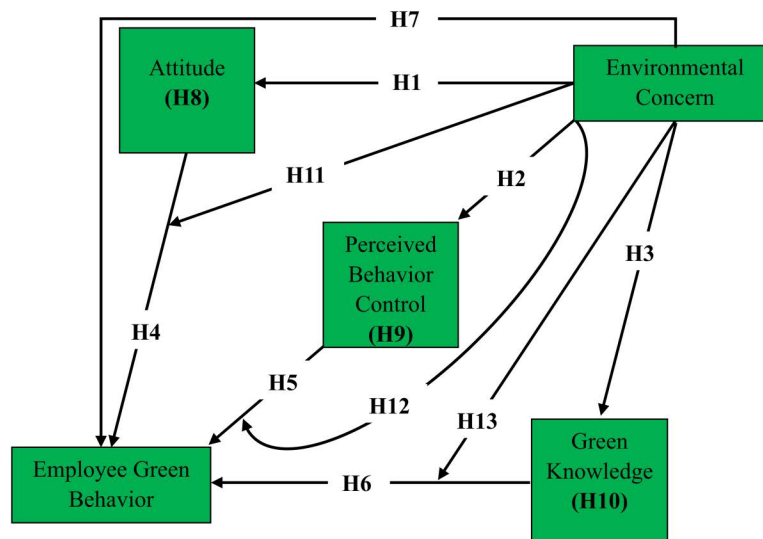 H7
Attitude
(H8)
H1
Environmental
Concern
H11
H2
Perceived
Behavior
Control
(H9)
H3
H4
H5
H12
H13
Green
Knowledge
(H10)
Employee Green
Behavior
H6